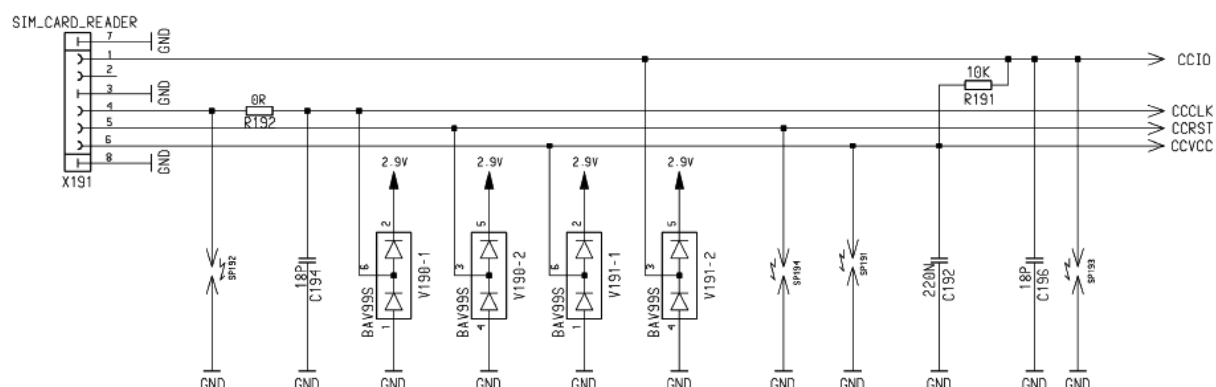 SIM_CARD_READER
7
GND
1
CCIO
2
10K
3
GND
R191
4
0R
CCCLK
5
R192
CCRST
6
CCVCC
8
GND
X191
2.9V
2.9V
2.9V
2.9V
2
5
2
5
SP192
18P
C194
6
BAV99S
V190-1
3
BAV99S
V190-2
6
BAV99S
V191-1
3
BAV99S
V191-2
SP194
SP191
220N
C192
18P
C196
SP193
1
4
1
4
GND
GND
GND
GND
GND
GND
GND
GND
GND
GND
GND